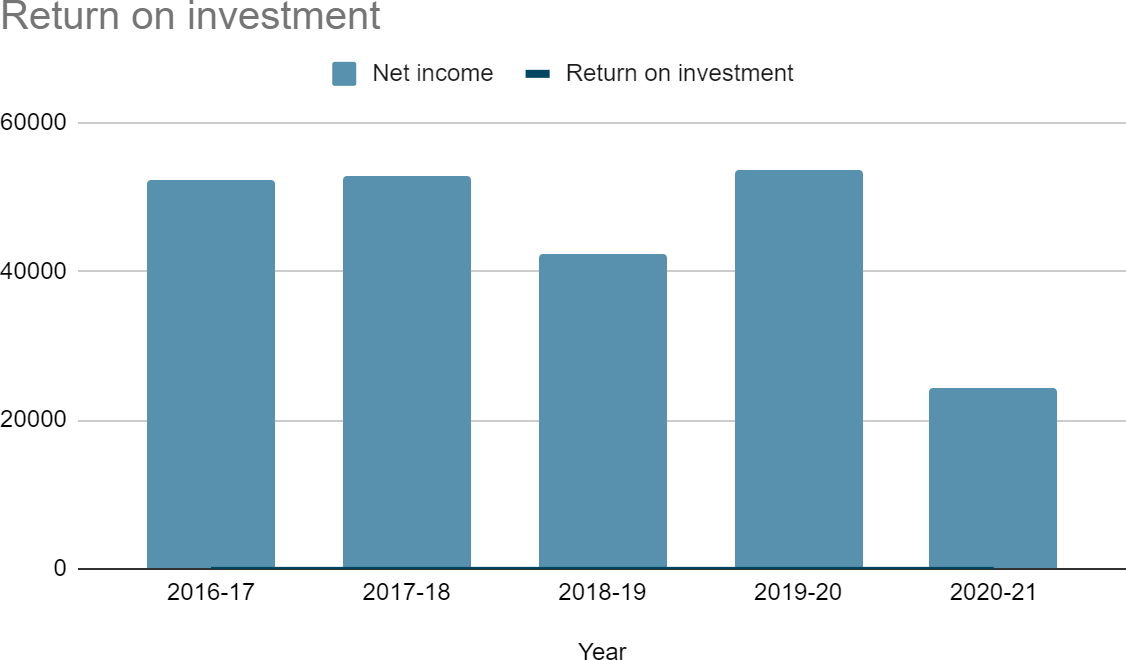 Return on investment
Net income Return on investment
60000
40000
20000
0
2016-17 2017-18 2018-19 2019-20 2020-21
Year